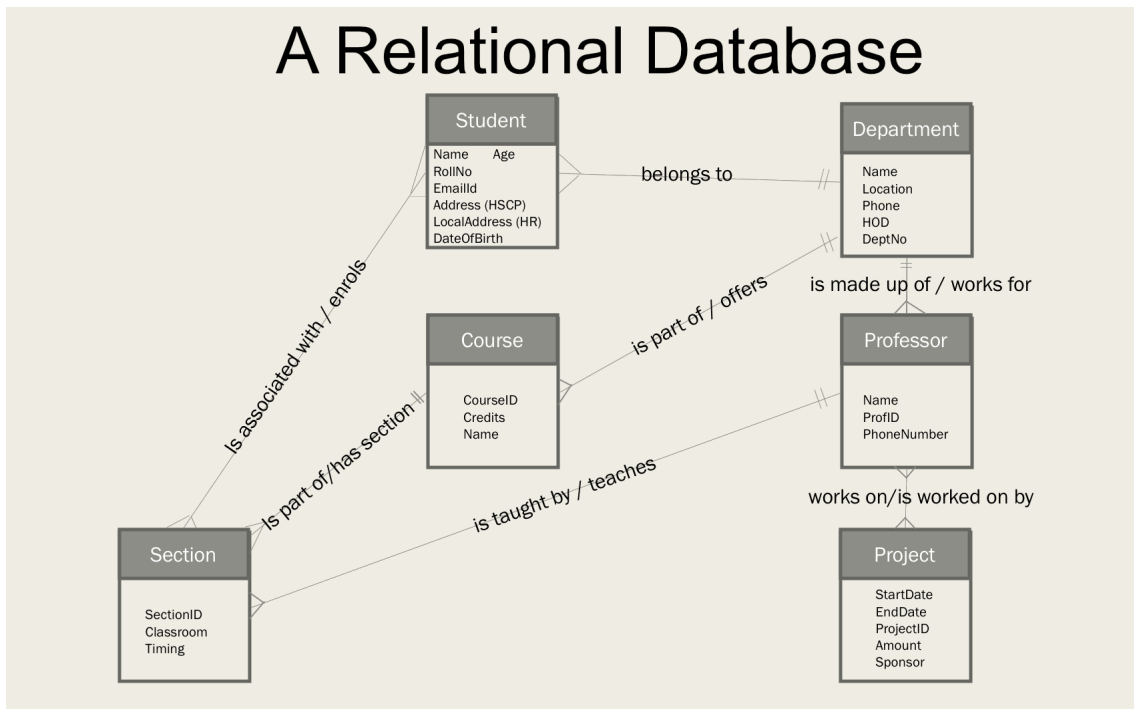 A Relational Database
Student
Name Age
RollNo
EmailId
Address (HSCP)
LocalAddress (HR)
DateOfBirth
belongs to
Department
Name
Location
Phone
HOD
DeptNo
Is associated with / enrols
is part of / offers
is made up of / works for
Course
CourseID
Credits
Name
Professor
Name
ProfID
PhoneNumber
Is part of/has section
is taught by / teaches
works on/is worked on by
Section
SectionID
Classroom
Timing
Project
StartDate
EndDate
ProjectID
Amount
Sponsor